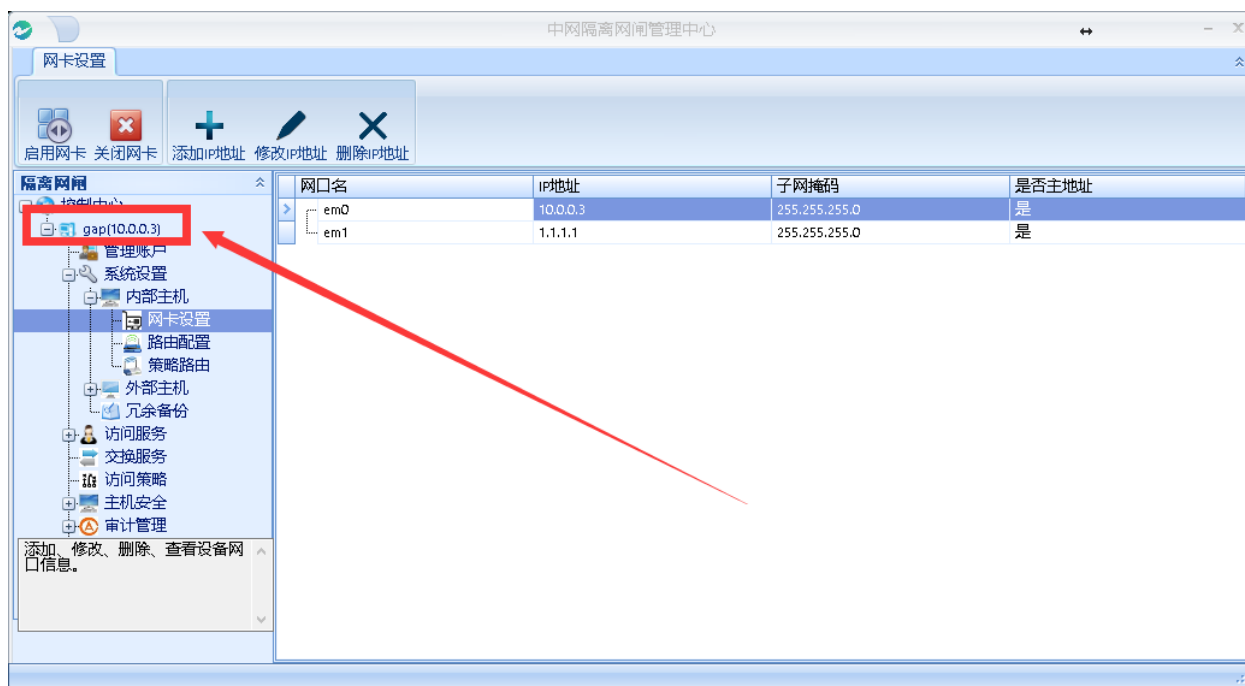 中网隔离网闸管理中心
网卡设置
启用网卡 关闭网卡 添加IP地址 修改IP地址 删除IP地址
隔离网闸
控制中心
gap(10.0.0.3)
管理账户
系统设置
内部主机
网卡设置
路由配置
策略路由
外部主机
冗余备份
访问服务
交换服务
访问策略
主机安全
审计管理
添加、修改、删除、查看设备网
口信息。
网口名 IP地址 子网掩码 是否主地址
em0 10.0.0.3 255.255.255.0 是
em1 1.1.1.1 255.255.255.0 是